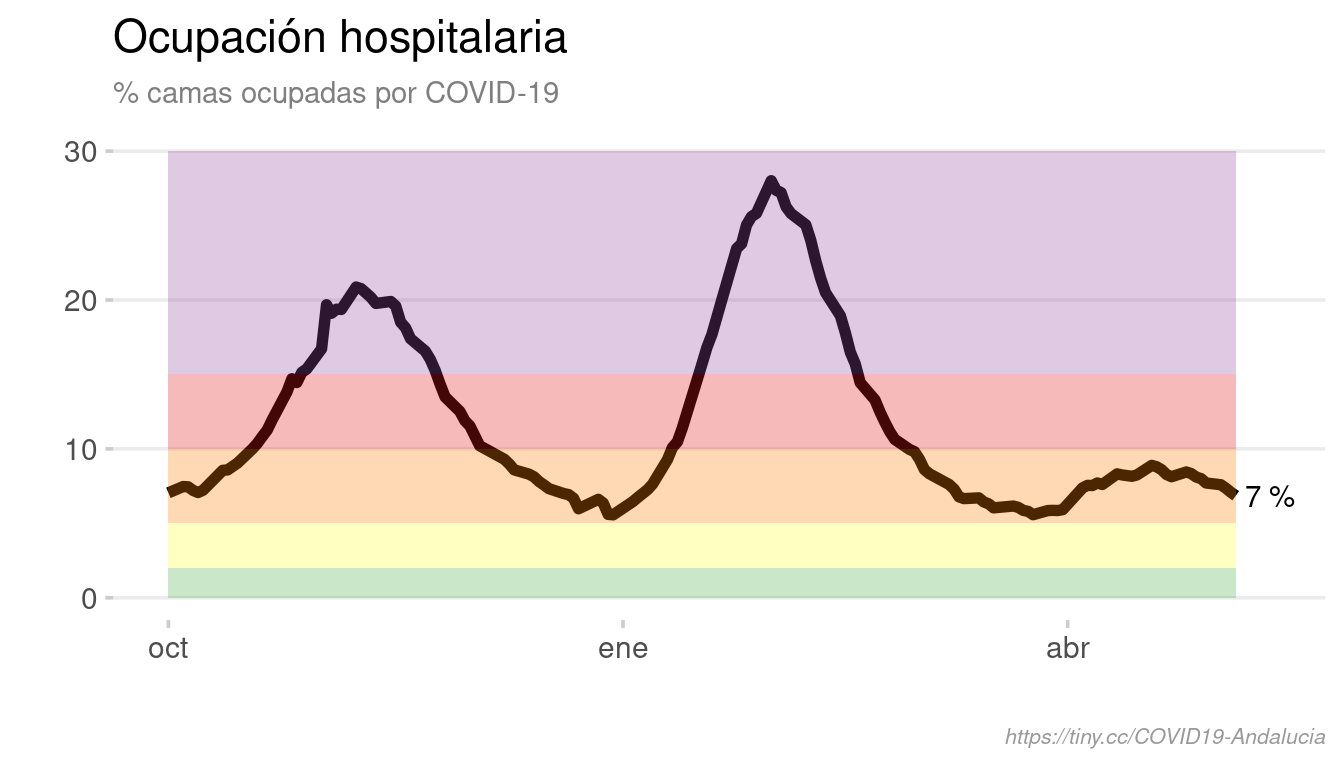 Ocupación hospitalaria
% camas ocupadas por COVID-19
30
20
10
0
7 %
oct ene abr
https://tiny.cc/COVID19-Andalucia